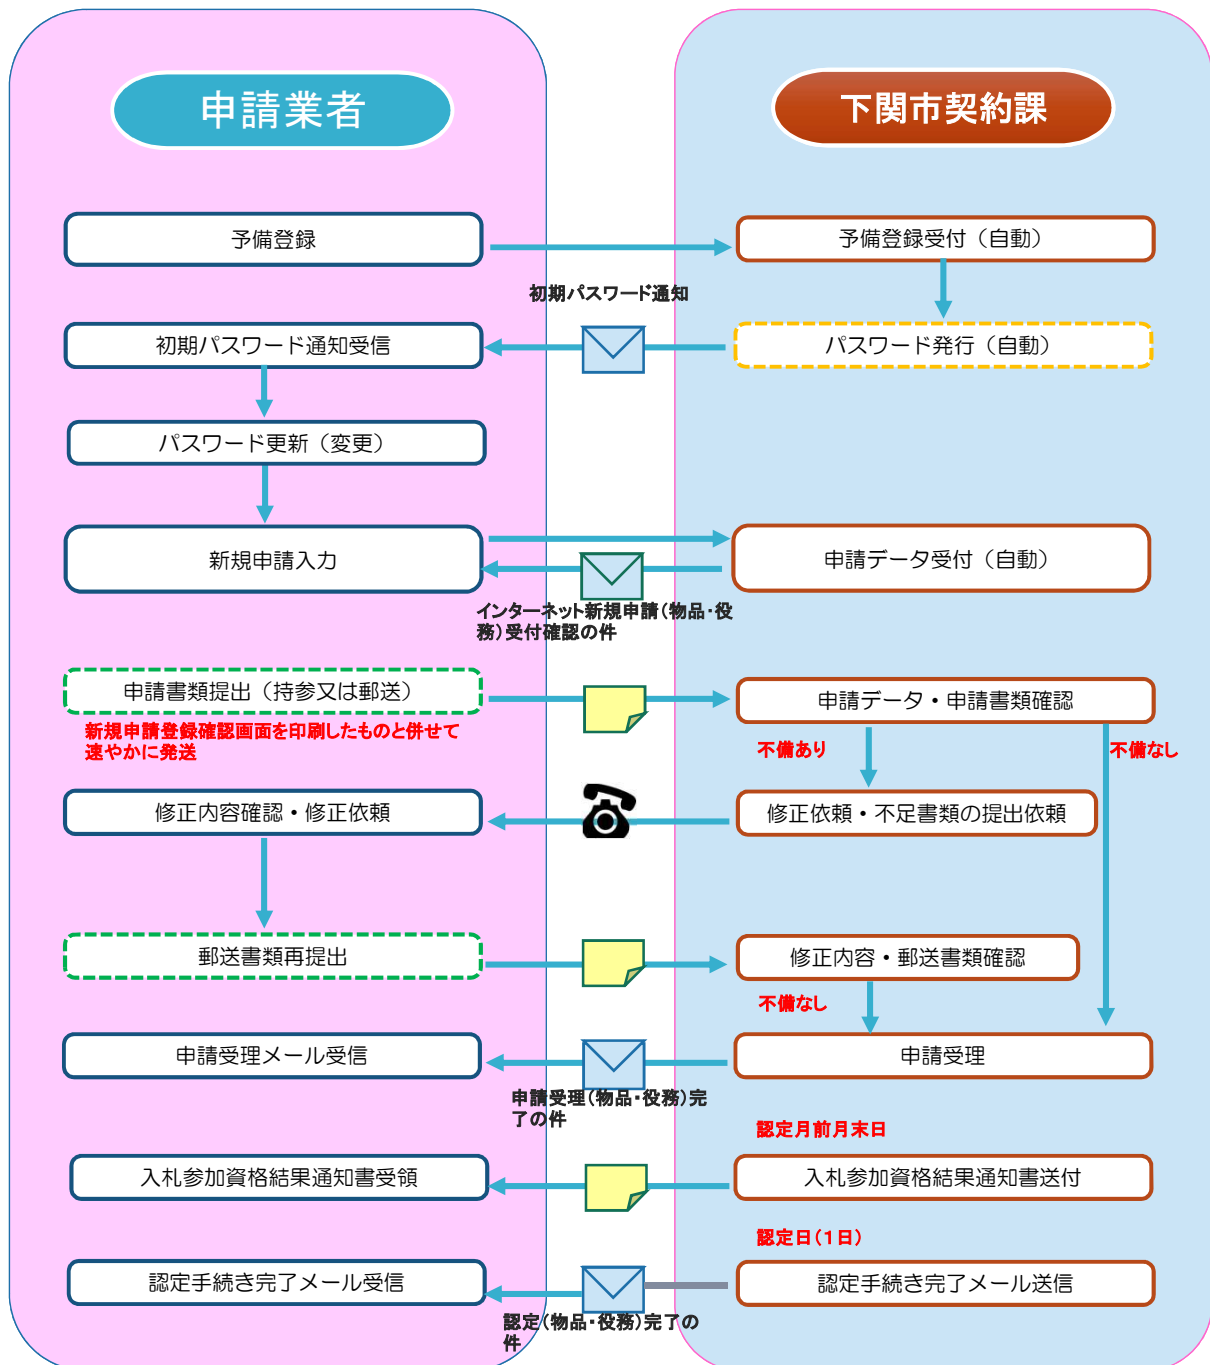 申請業者
下関市契約課
予備登録
予備登録受付（自動）
初期パスワード通知
初期パスワード通知受信
パスワード発行（自動）
パスワード更新（変更）
新規申請入力
申請データ受付（自動）
インターネット新規申請（物品・役
務）受付確認の件
申請書類提出（持参又は郵送）
申請データ・申請書類確認
新規申請登録確認画面を印刷したものと併せて
速やかに発送
不備あり
不備なし
修正内容確認・修正依頼
修正依頼・不足書類の提出依頼
郵送書類再提出
修正内容・郵送書類確認
不備なし
申請受理メール受信
申請受理
申請受理（物品・役務）完
了の件
認定月前月末日
入札参加資格結果通知書受領
入札参加資格結果通知書送付
認定日（1日）
認定手続き完了メール受信
認定手続き完了メール送信
認定（物品・役務）完了の
件